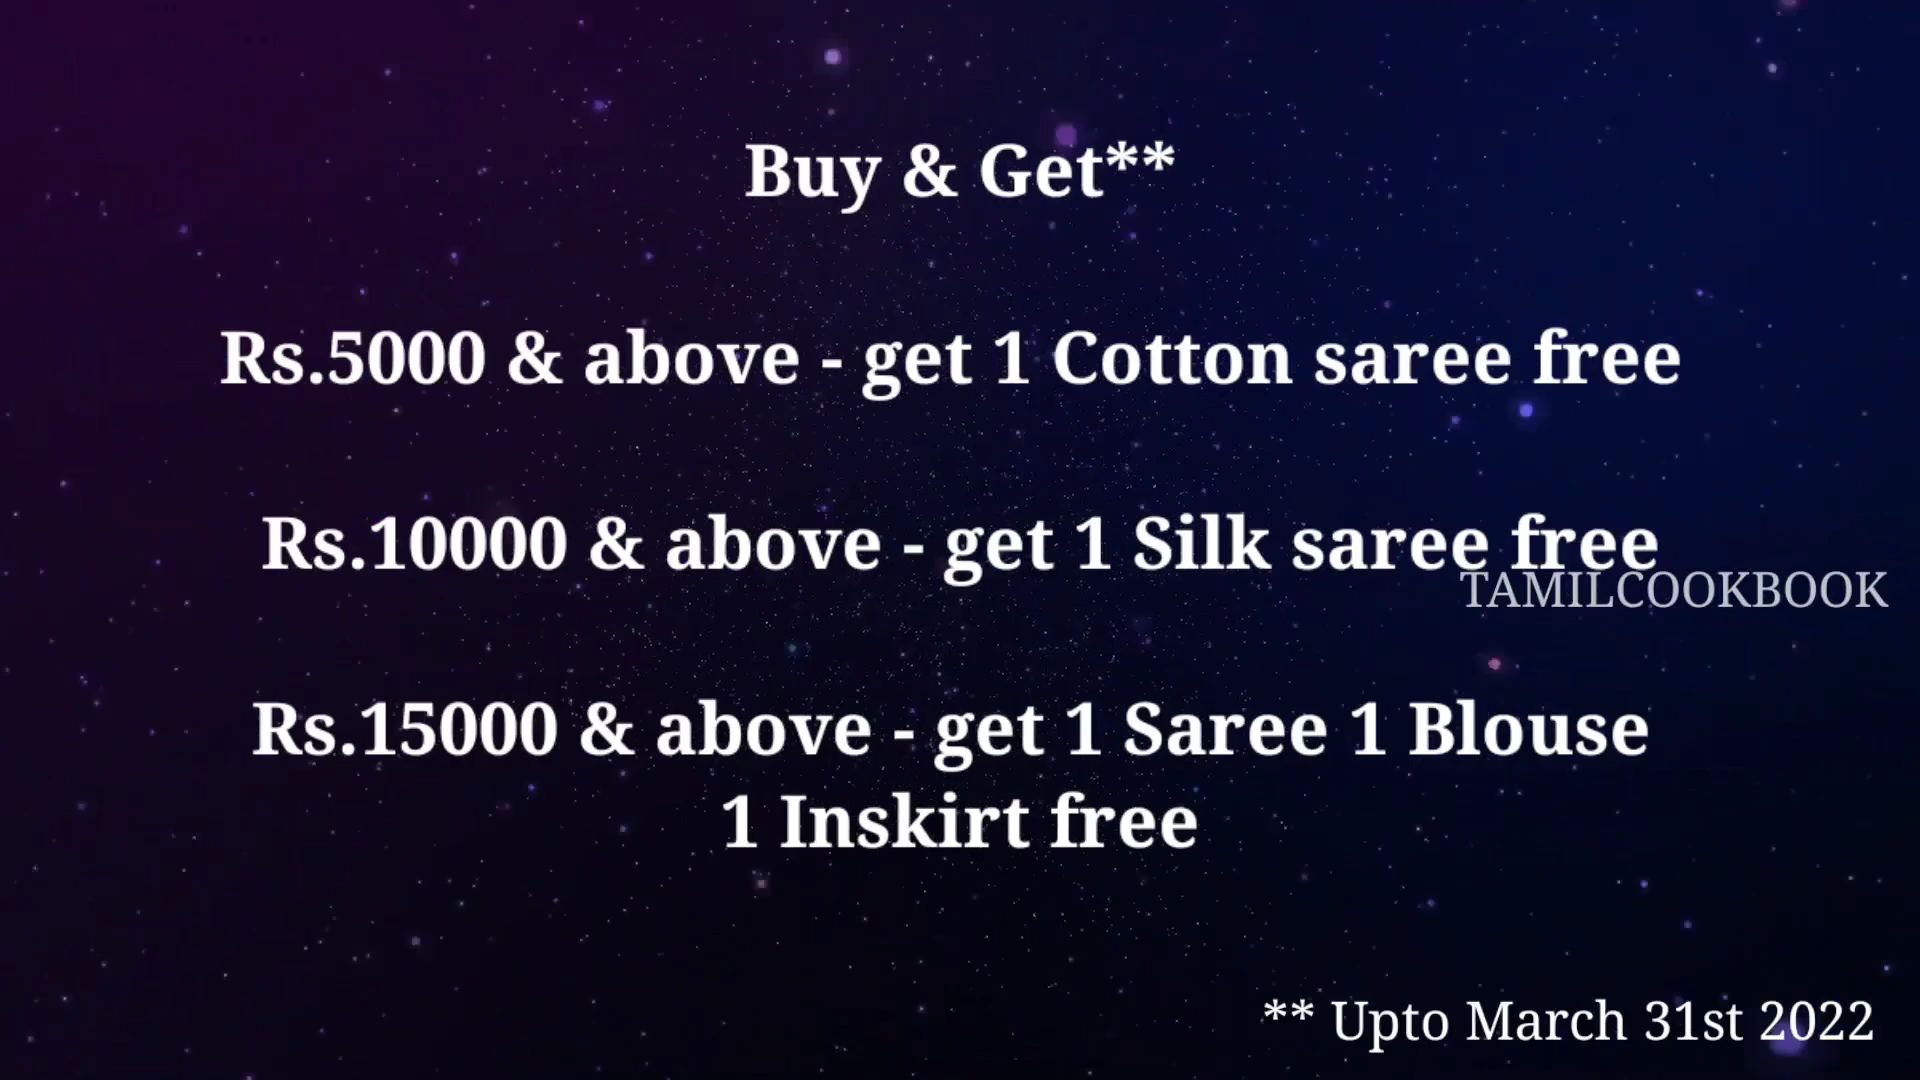 Buy & Get**
Rs.5000 & above - get 1 Cotton saree free
Rs.10000 & above - get 1 Silk saree free
TAMILCOOKBOOK
Rs.15000 & above - get 1 Saree 1 Blouse
1 Inskirt free
** Upto March 31st 2022